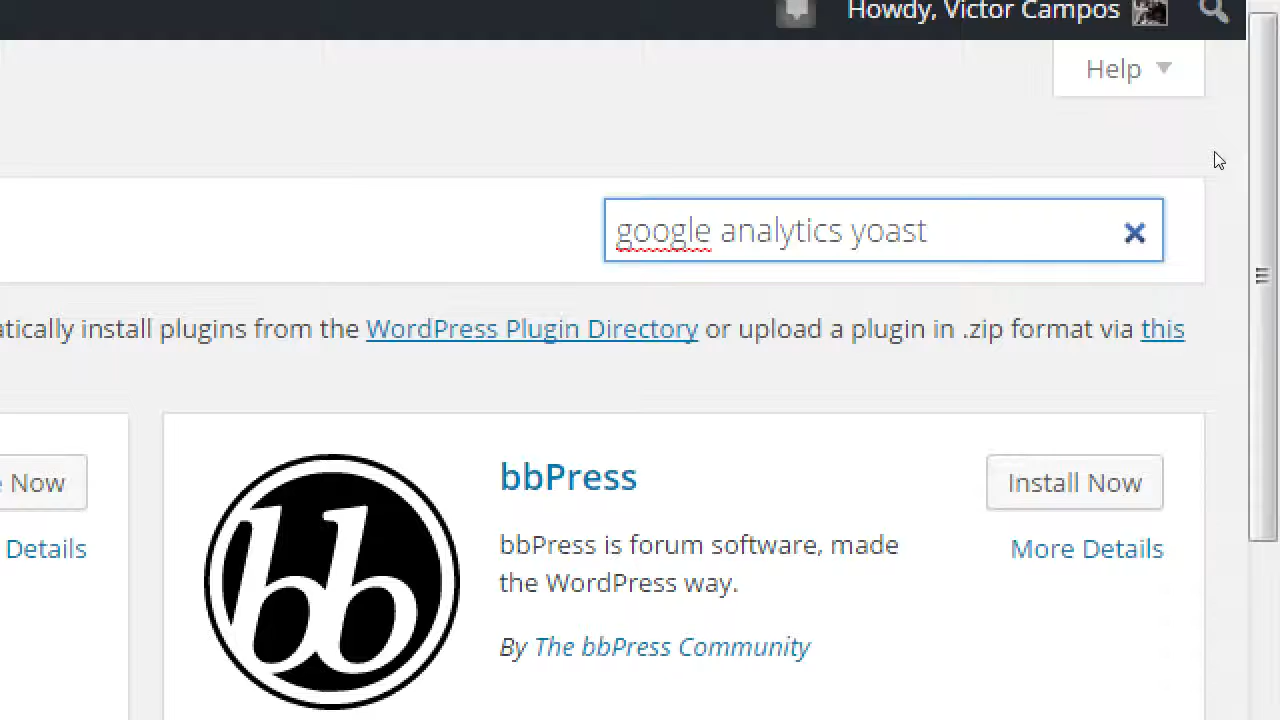 Howdy, Victor Campos
Help
google analytics yoast
atically install plugins from the WordPress Plugin Directory or upload a plugin in .zip format via this
Now
bbPress
Install Now
Details
bbPress is forum software, made
More Details
the WordPress way.
By The bbPress Community
bb